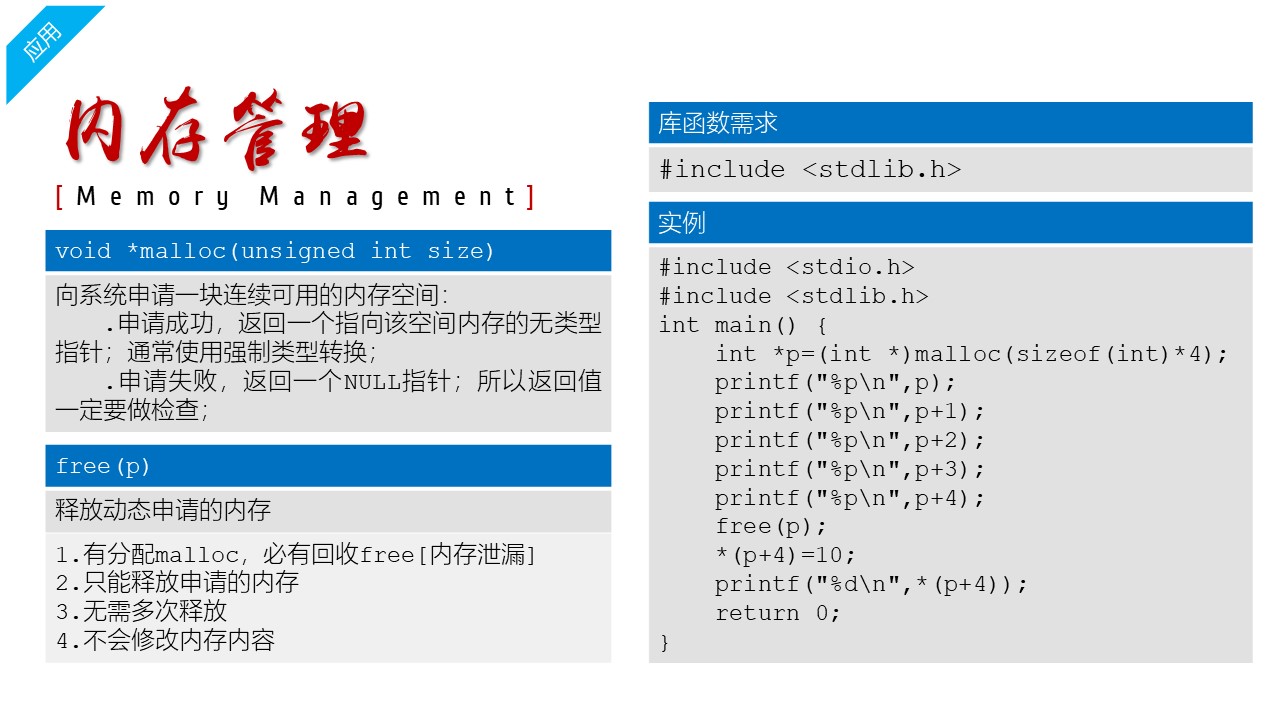 应用
内存管理
[Memory Management]
void *malloc(unsigned int size)
向系统申请一块连续可用的内存空间:
.申请成功，返回一个指向该空间内存的无类型
指针；通常使用强制类型转换；
.申请失败，返回一个NULL指针；所以返回值
一定要做检查；
free(p)
释放动态申请的内存
1.有分配malloc，必有回收free[内存泄漏]
2.只能释放申请的内存
3.无需多次释放
4.不会修改内存内容
库函数需求
#include <stdlib.h>
实例
#include <stdio.h>
#include <stdlib.h>
int main() {
    int *p=(int *)malloc(sizeof(int)*4);
    printf("%p\n",p);
    printf("%p\n",p+1);
    printf("%p\n",p+2);
    printf("%p\n",p+3);
    printf("%p\n",p+4);
    free(p);
    *(p+4)=10;
    printf("%d\n",*(p+4));
    return 0;
}